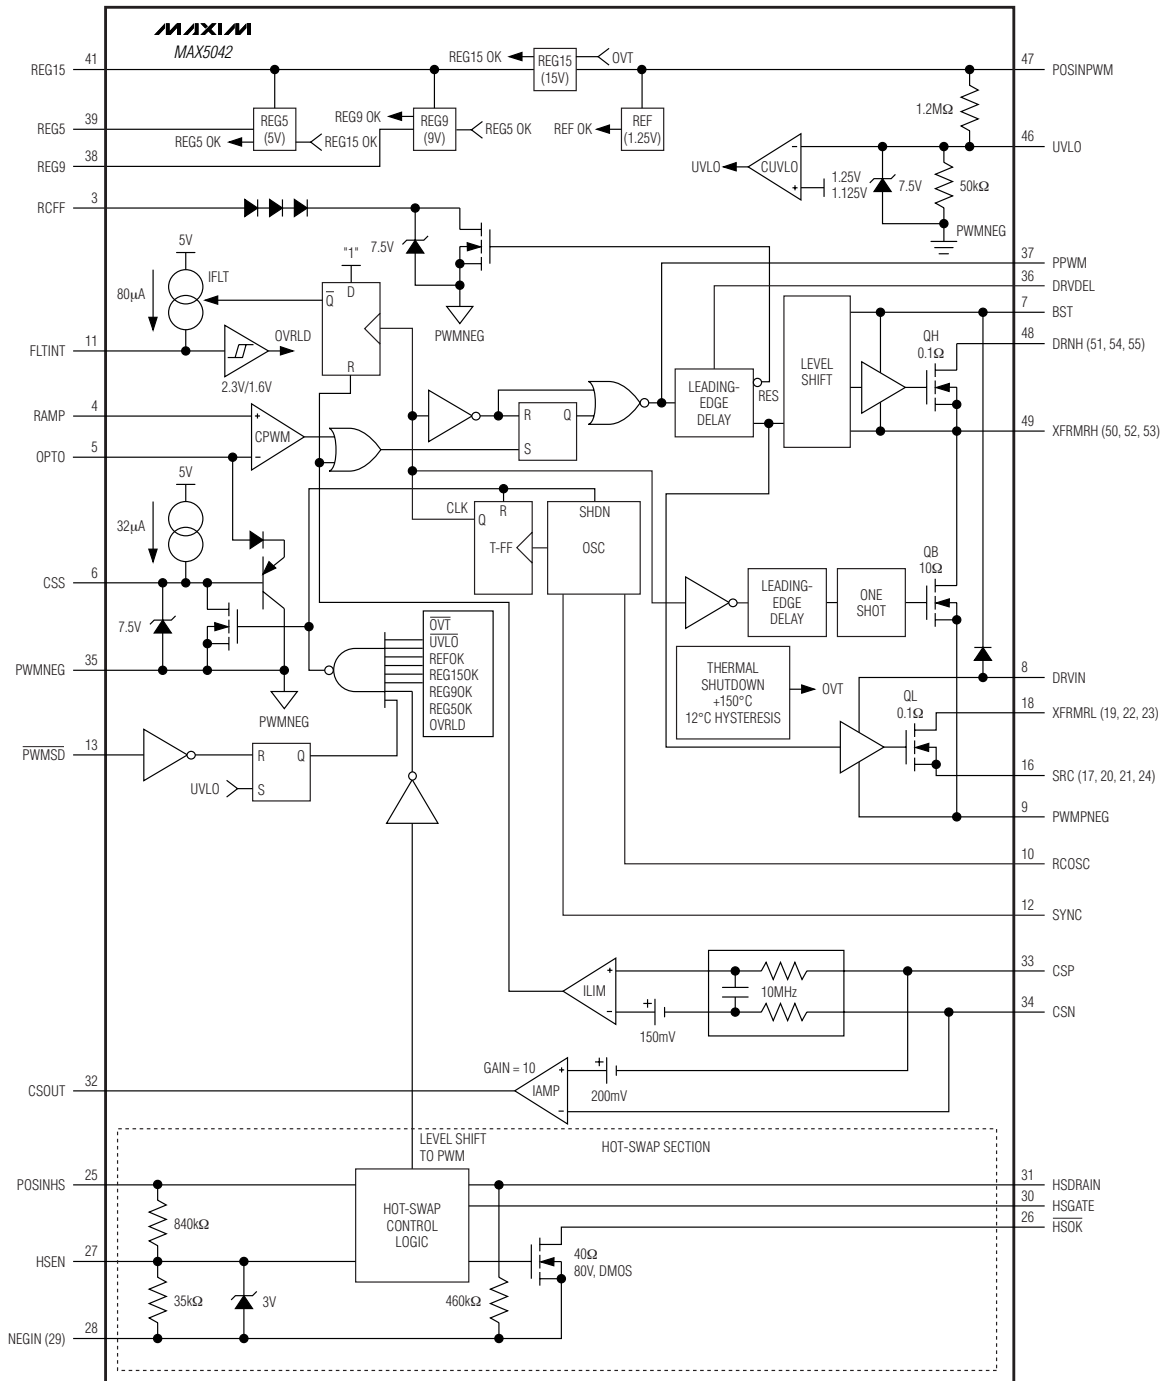 MAXIM
MAX5042
REG15 41
REG15 OK
REG15
(15V)
OVT
47 POSINPWM
1.2MΩ
REG5 39
REG5
(5V)
REG5 OK
REG15 OK
REG9 OK
REG9
(9V)
REG5 OK
REF OK
REF
(1.25V)
REG9 38
46 UVLO
UVLO
CUVLO
-
+
1.25V
1.125V
7.5V
50kΩ
PWMNEG
RCFF 3
7.5V
PWMNEG
5V
80µA
IFLT
"1"
Q
D
R
37 PPWM
36 DRVDEL
7 BST
FLTINT 11
OVRLD
2.3V/1.6V
QH
0.1Ω
48 DRNH (51, 54, 55)
LEVEL
SHIFT
LEADING-
EDGE
DELAY
RES
RAMP 4
+
CPWM
-
R Q
S
49 XFRMRH (50, 52, 53)
OPTO 5
5V
32µA
CLK
Q
R
T-FF
SHDN
OSC
CSS 6
7.5V
QB
10Ω
LEADING-
EDGE
DELAY
ONE
SHOT
PWMNEG 35
PWMNEG
OVT
UVLO
REFOK
REG15OK
REG9OK
REG5OK
OVRLD
THERMAL
SHUTDOWN
+150°C
12°C HYSTERESIS
OVT
8 DRVIN
QL
0.1Ω
18 XFRMRL (19, 22, 23)
PWMSD 13
R Q
S
UVLO
16 SRC (17, 20, 21, 24)
9 PWMPNEG
10 RCOSC
12 SYNC
ILIM
+
-
150mV
10MHz
33 CSP
34 CSN
CSOUT 32
GAIN = 10
IAMP
+
-
+
200mV
LEVEL SHIFT
TO PWM
HOT-SWAP SECTION
POSINHS 25
840kΩ
HOT-SWAP
CONTROL
LOGIC
31 HSDRAIN
30 HSGATE
26 HSOK
HSEN 27
35kΩ
3V
460kΩ
40Ω
80V, DMOS
NEGIN (29) 28